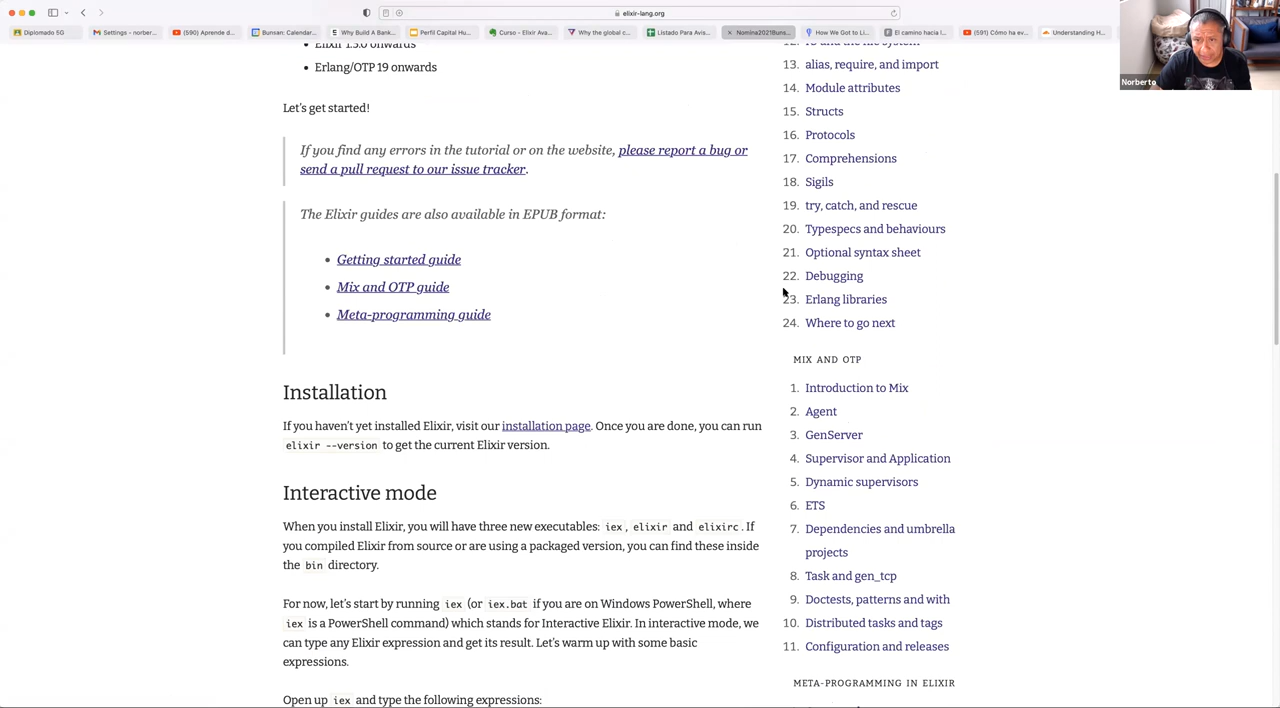 elixir-lang.org
Diplomado 5G
Settings - norber...
(590) Aprende d...
Bunsan: Calendar...
Why Build A Bank...
Perfil Capital Hu...
Curso - Elixir Ava...
Why the global c...
Listado Para Avis...
Nomina2021Buns...
How We Got to Li...
El camino hacia l...
(591) Cómo ha ev...
Understanding H...
Norberto
• Erlang/OTP 19 onwards
Let's get started!
If you find any errors in the tutorial or on the website, please report a bug or
send a pull request to our issue tracker.
The Elixir guides are also available in EPUB format:
• Getting started guide
• Mix and OTP guide
• Meta-programming guide
Installation
If you haven't yet installed Elixir, visit our installation page. Once you are done, you can run
elixir --version to get the current Elixir version.
Interactive mode
When you install Elixir, you will have three new executables: iex, elixir and elixirc. If
you compiled Elixir from source or are using a packaged version, you can find these inside
the bin directory.
For now, let's start by running iex (or iex.bat if you are on Windows PowerShell, where
iex is a PowerShell command) which stands for Interactive Elixir. In interactive mode, we
can type any Elixir expression and get its result. Let's warm up with some basic
expressions.
Open up iex and type the following expressions:
13. alias, require, and import
14. Module attributes
15. Structs
16. Protocols
17. Comprehensions
18. Sigils
19. try, catch, and rescue
20. Typespecs and behaviours
21. Optional syntax sheet
22. Debugging
23. Erlang libraries
24. Where to go next
MIX AND OTP
1. Introduction to Mix
2. Agent
3. GenServer
4. Supervisor and Application
5. Dynamic supervisors
6. ETS
7. Dependencies and umbrella
projects
8. Task and gen_tcp
9. Doctests, patterns and with
10. Distributed tasks and tags
11. Configuration and releases
META-PROGRAMMING IN ELIXIR